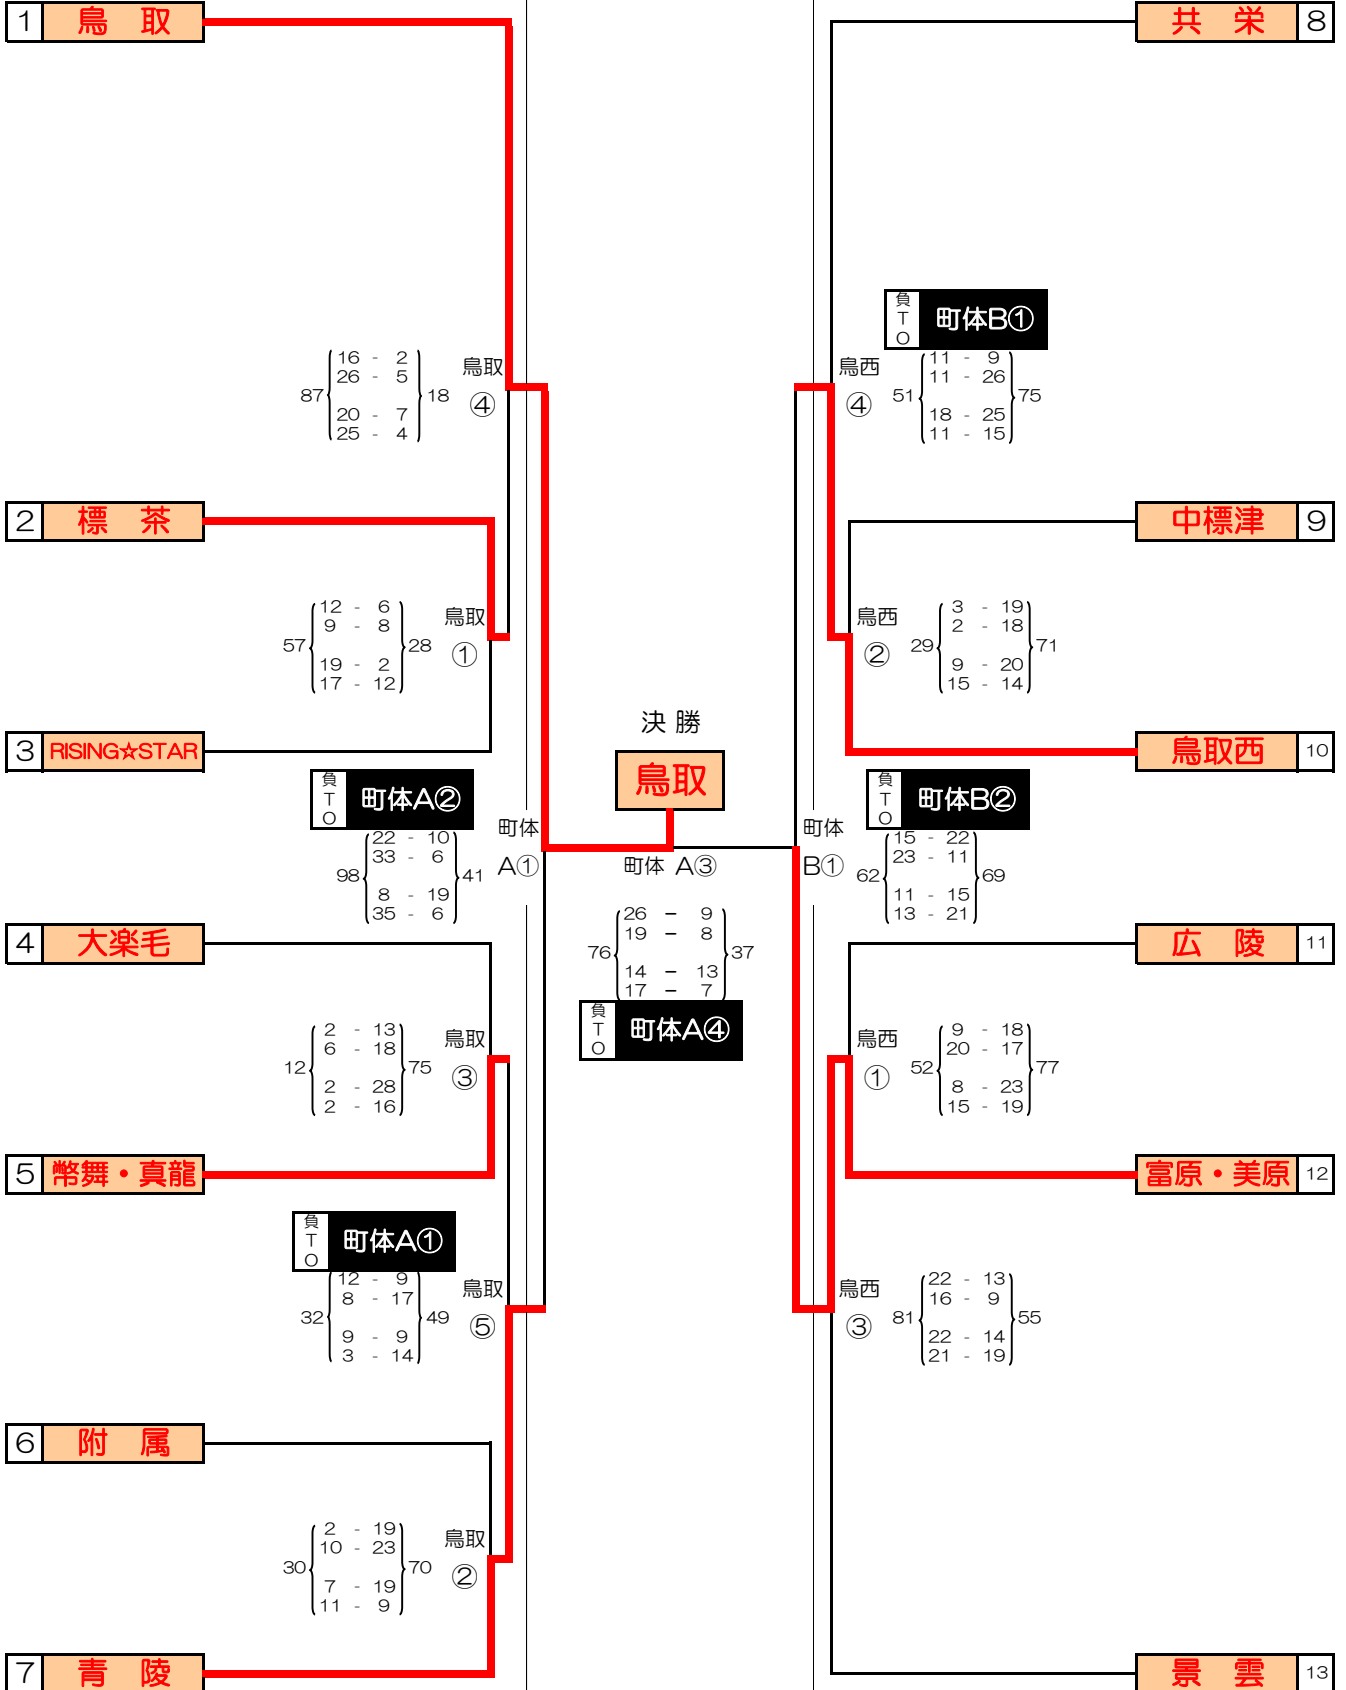 1 鳥 取
共 栄 8
負TO 町体B①
16 - 2
26 - 5
87 18
20 - 7
25 - 4
鳥取
④
鳥西
④
11 - 9
11 - 26
51 75
18 - 25
11 - 15
2 標 茶
中標津 9
12 - 6
9 - 8
57 28
19 - 2
17 - 12
鳥取
①
鳥西
②
3 - 19
2 - 18
29 71
9 - 20
15 - 14
決 勝
鳥取
3 RISING☆STAR
鳥取西 10
負TO 町体A②
22 - 10
33 - 6
98 41
8 - 19
35 - 6
町体
A①
町体 A③
町体
B①
負TO 町体B②
15 - 22
23 - 11
62 69
11 - 15
13 - 21
26 - 9
19 - 8
76 37
14 - 13
17 - 7
負TO 町体A④
4 大楽毛
広 陵 11
2 - 13
6 - 18
12 75
2 - 28
2 - 16
鳥取
③
鳥西
①
9 - 18
20 - 17
52 77
8 - 23
15 - 19
5 幣舞・真龍
富原・美原 12
負TO 町体A①
12 - 9
8 - 17
32 49
9 - 9
3 - 14
鳥取
⑤
鳥西
③
22 - 13
16 - 9
81 55
22 - 14
21 - 19
6 附 属
2 - 19
10 - 23
30 70
7 - 19
11 - 9
鳥取
②
7 青 陵
景 雲 13